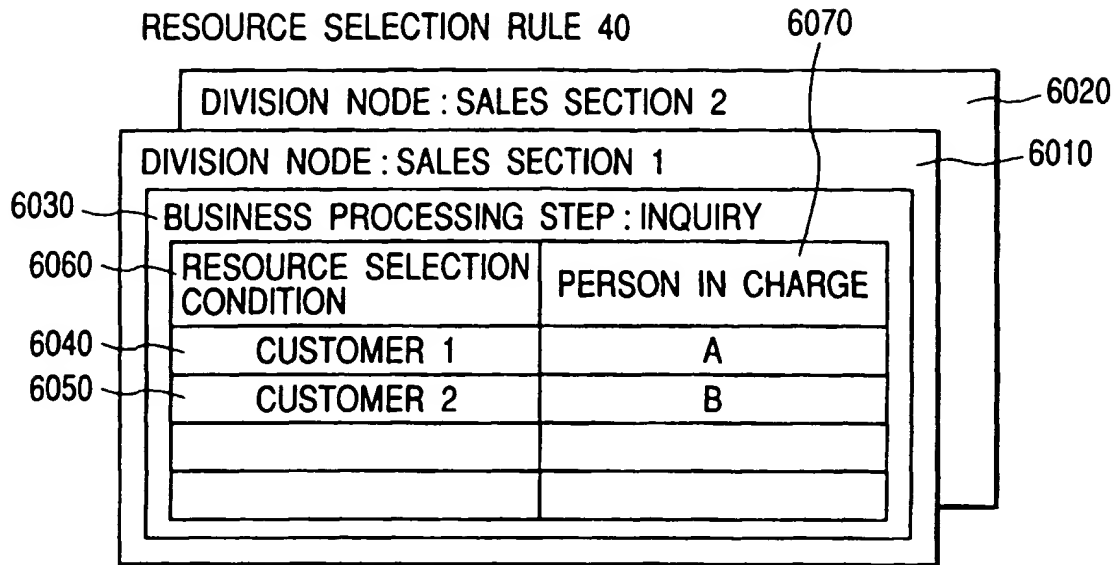 RESOURCE SELECTION RULE 40
6070
DIVISION NODE : SALES SECTION 2
6020
DIVISION NODE : SALES SECTION 1
6010
6030
BUSINESS PROCESSING STEP : INQUIRY
6060
RESOURCE SELECTION
CONDITION
PERSON IN CHARGE
6040
CUSTOMER 1
A
6050
CUSTOMER 2
B